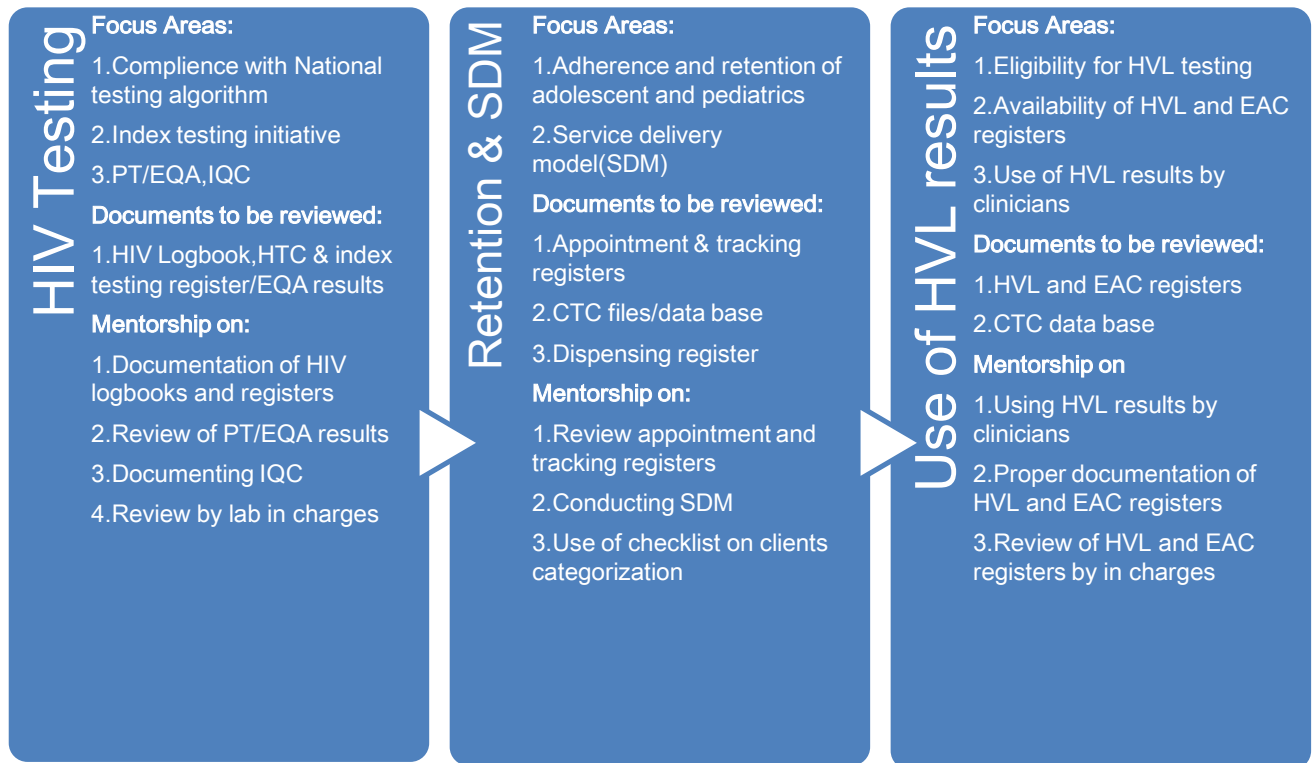 HIV Testing
Focus Areas:
1.Complience with National
testing algorithm
2.Index testing initiative
3.PT/EQA,IQC
Documents to be reviewed:
1.HIV Logbook,HTC & index
testing register/EQA results
Mentorship on:
1.Documentation of HIV
logbooks and registers
2.Review of PT/EQA results
3.Documenting IQC
4.Review by lab in charges
Retention & SDM
Focus Areas:
1.Adherence and retention of
adolescent and pediatrics
2.Service delivery
model(SDM)
Documents to be reviewed:
1.Appointment & tracking
registers
2.CTC files/data base
3.Dispensing register
Mentorship on:
1.Review appointment and
tracking registers
2.Conducting SDM
3.Use of checklist on clients
categorization
Use of HVL results
Focus Areas:
1.Eligibility for HVL testing
2.Availability of HVL and EAC
registers
3.Use of HVL results by
clinicians
Documents to be reviewed:
1.HVL and EAC registers
2.CTC data base
Mentorship on
1.Using HVL results by
clinicians
2.Proper documentation of
HVL and EAC registers
3.Review of HVL and EAC
registers by in charges